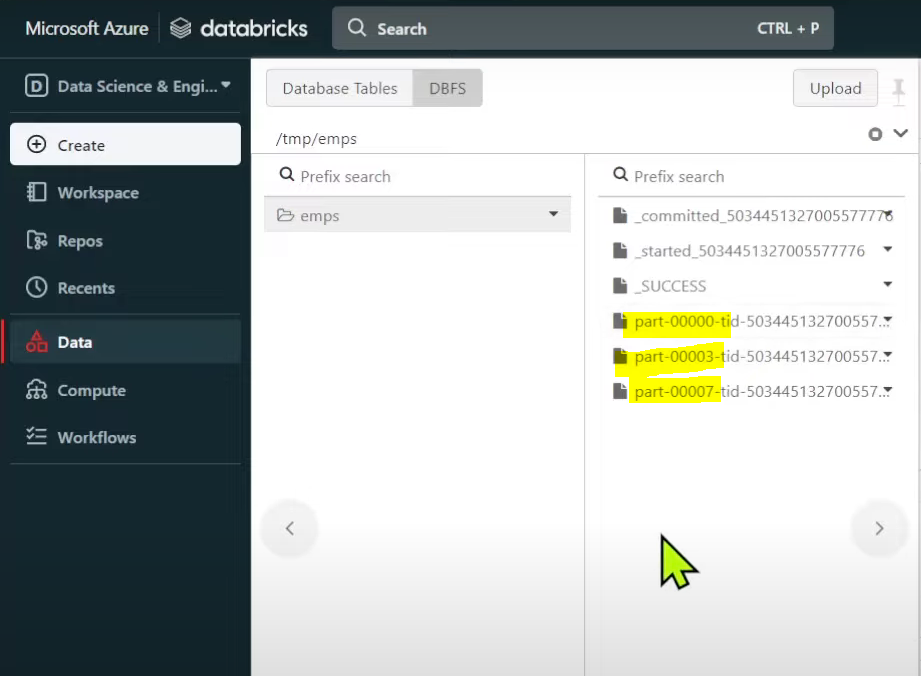 Microsoft Azure databricks Search CTRL + P
D Data Science & Engi...
Create
Workspace
Repos
Recents
Data
Compute
Workflows
Database Tables DBFS Upload
/tmp/emps
Prefix search
emps
Prefix search
_committed_5034451327005577776
_started_5034451327005577776
_SUCCESS
part-00000-tid-503445132700557...
part-00003-tid-503445132700557...
part-00007-tid-503445132700557...